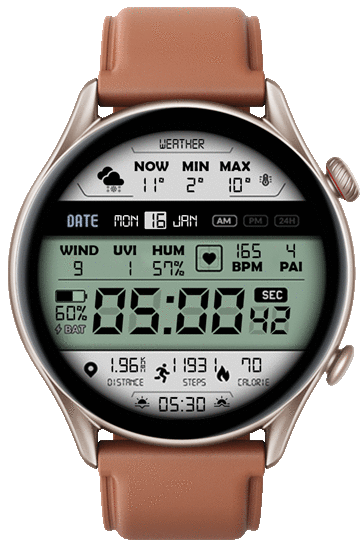 WEATHER
NOW MIN MAX
11° 2° 10°
DATE MON 16 JAN AM PM 24H
WIND UVI HUM 165 4
9 1 57% BPM PAI
60% 05:00 SEC
BAT 42
1.96 KM 11931 70
DISTANCE STEPS CALORIE
05:30